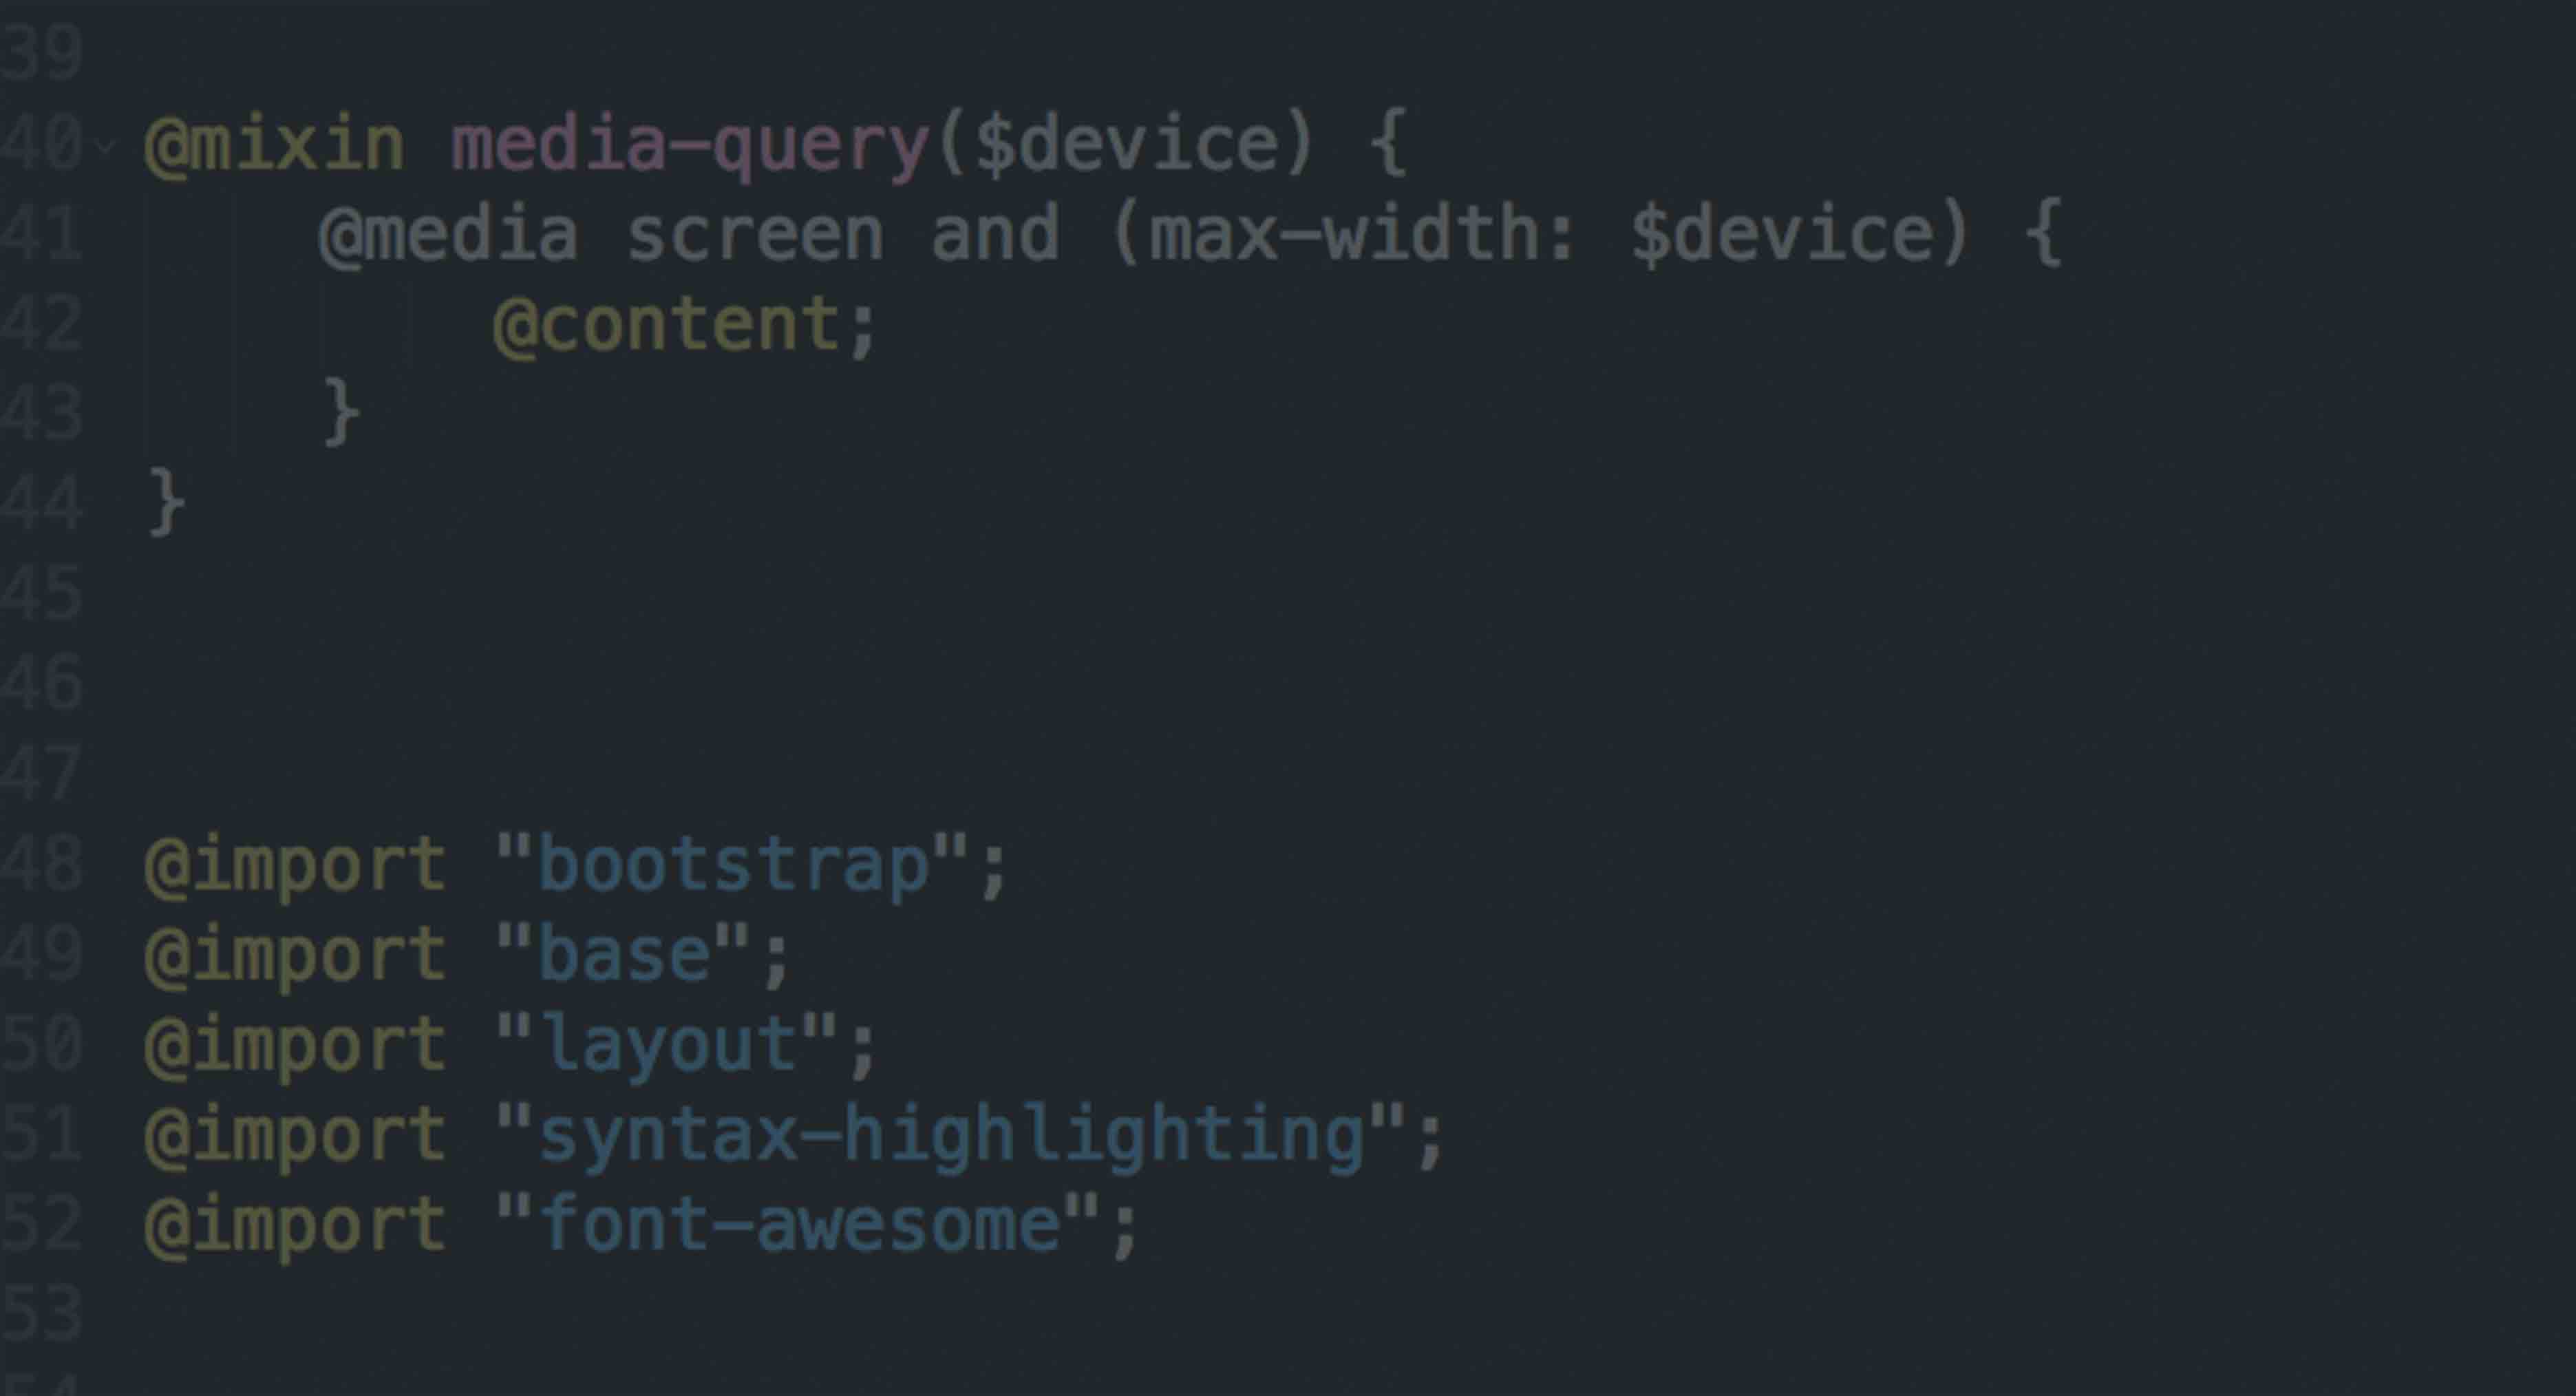 39
40 @mixin media-query($device) {
41 @media screen and (max-width: $device) {
42 @content;
43 }
44 }
45
46
47
48 @import "bootstrap";
49 @import "base";
50 @import "layout";
51 @import "syntax-highlighting";
52 @import "font-awesome";
53
54